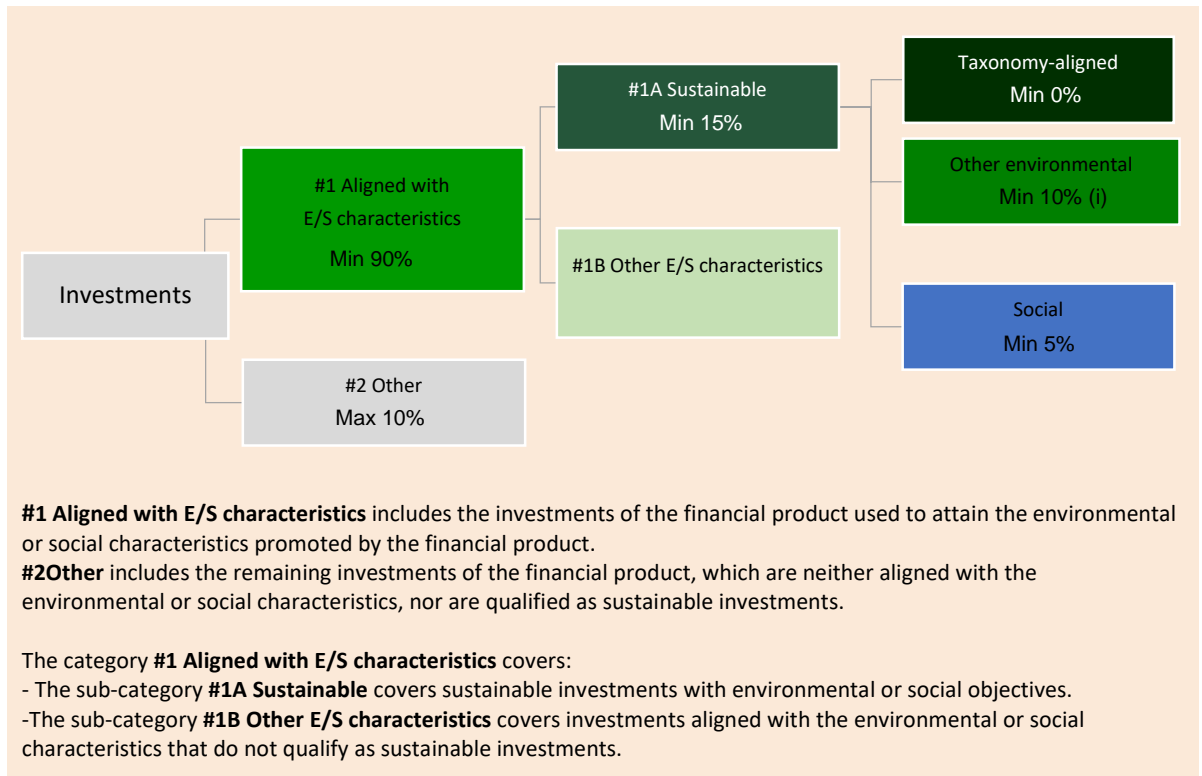 Taxonomy-aligned
Min 0%
#1A Sustainable
Min 15%
Other environmental
Min 10% (i)
#1 Aligned with
E/S characteristics
Min 90%
#1B Other E/S characteristics
Investments
Social
Min 5%
#2 Other
Max 10%
#1 Aligned with E/S characteristics includes the investments of the financial product used to attain the environmental
or social characteristics promoted by the financial product.
#2Other includes the remaining investments of the financial product, which are neither aligned with the
environmental or social characteristics, nor are qualified as sustainable investments.
The category #1 Aligned with E/S characteristics covers:
- The sub-category #1A Sustainable covers sustainable investments with environmental or social objectives.
-The sub-category #1B Other E/S characteristics covers investments aligned with the environmental or social
characteristics that do not qualify as sustainable investments.